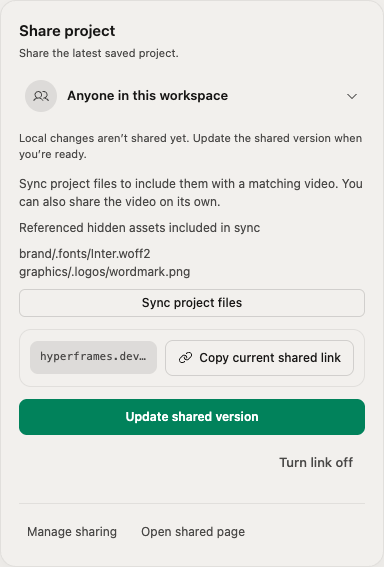 Share project
Share the latest saved project.
Anyone in this workspace
Local changes aren’t shared yet. Update the shared version when
you’re ready.
Sync project files to include them with a matching video. You
can also share the video on its own.
Referenced hidden assets included in sync
brand/.fonts/Inter.woff2
graphics/.logos/wordmark.png
Sync project files
hyperframes.dev…
Copy current shared link
Update shared version
Turn link off
Manage sharing
Open shared page